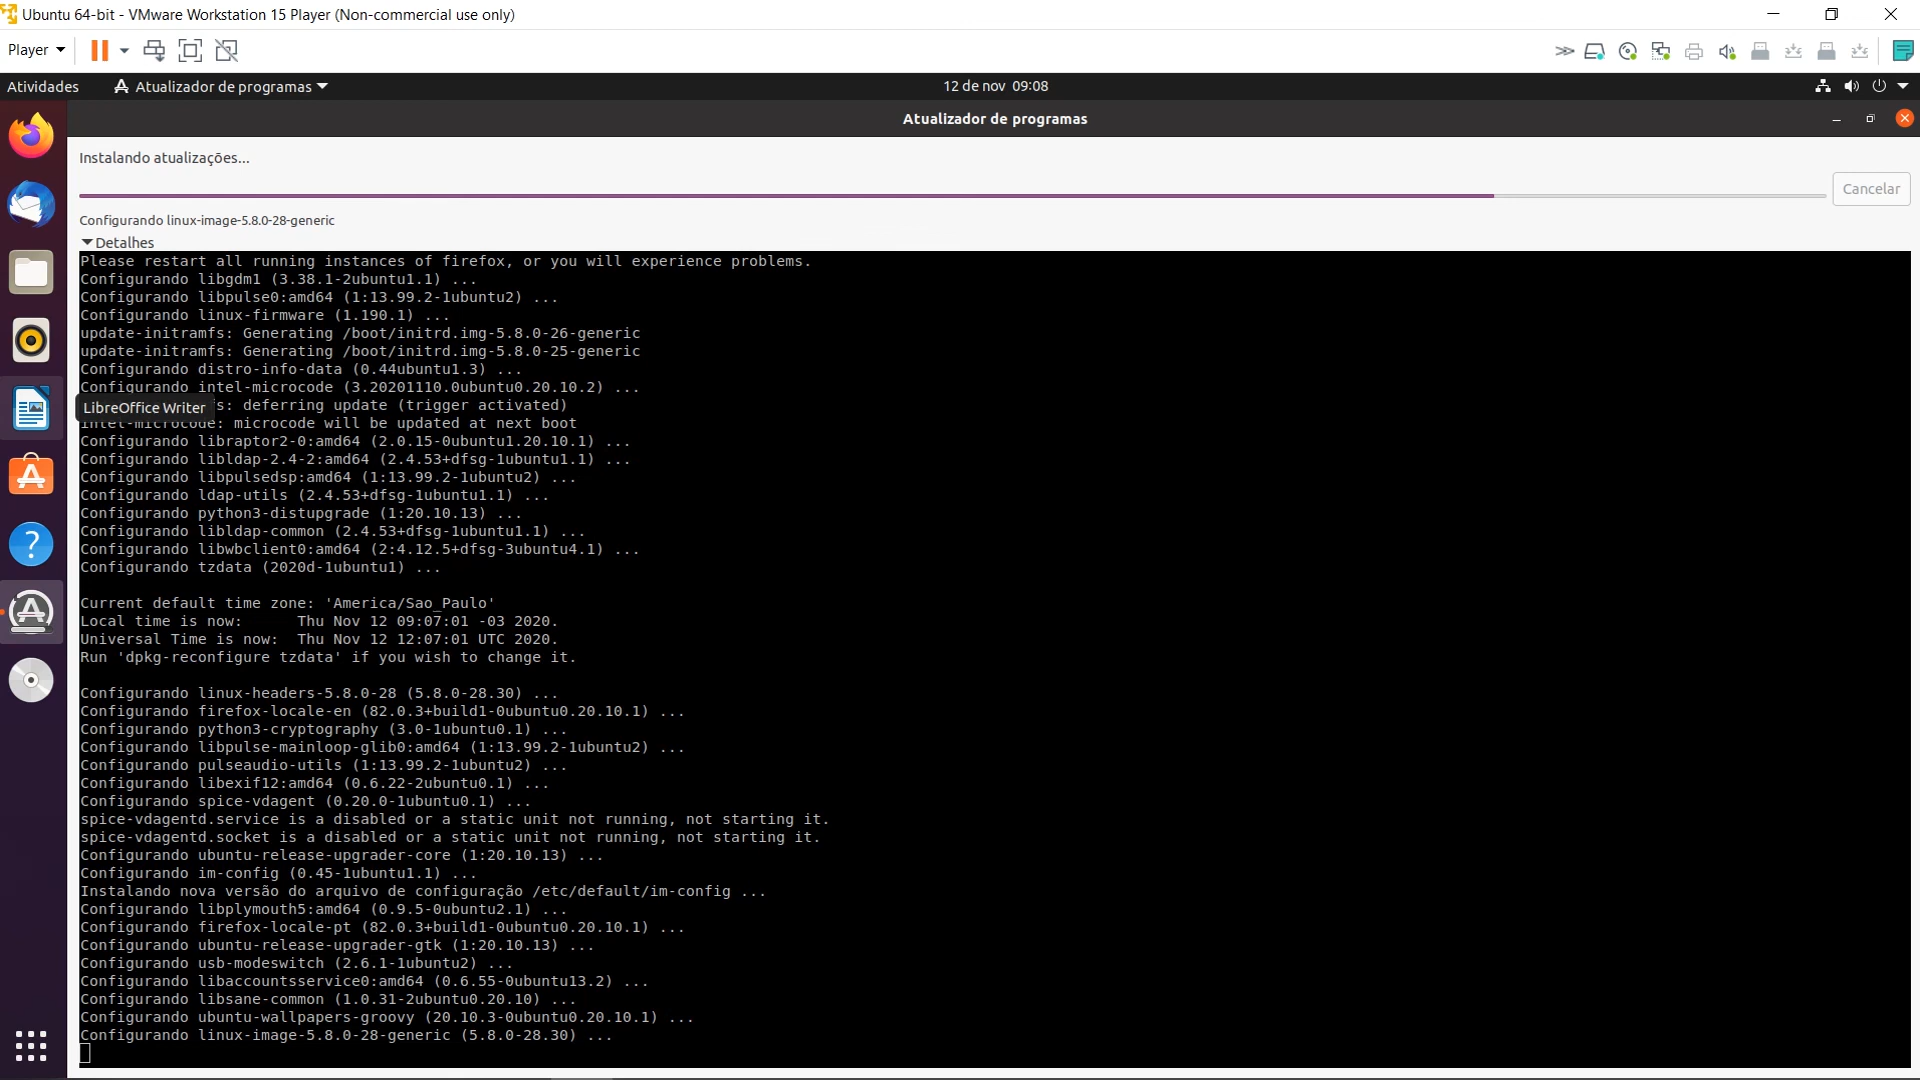 Ubuntu 64-bit - VMware Workstation 15 Player (Non-commercial use only)
Player
Atividades
Atualizador de programas
12 de nov 09:08
Atualizador de programas
Instalando atualizações...
Cancelar
Configurando linux-image-5.8.0-28-generic
Detalhes
Please restart all running instances of firefox, or you will experience problems.
Configurando libgdm1 (3.38.1-2ubuntu1.1) ...
Configurando libpulse0:amd64 (1:13.99.2-1ubuntu2) ...
Configurando linux-firmware (1.190.1) ...
update-initramfs: Generating /boot/initrd.img-5.8.0-26-generic
update-initramfs: Generating /boot/initrd.img-5.8.0-25-generic
Configurando distro-info-data (0.44ubuntu1.3) ...
Configurando intel-microcode (3.20201110.0ubuntu0.20.10.2) ...
LibreOffice Writer
s: deferring update (trigger activated)
intel-microcode: microcode will be updated at next boot
Configurando libraptor2-0:amd64 (2.0.15-0ubuntu1.20.10.1) ...
Configurando libldap-2.4-2:amd64 (2.4.53+dfsg-1ubuntu1.1) ...
Configurando libpulsedsp:amd64 (1:13.99.2-1ubuntu2) ...
Configurando ldap-utils (2.4.53+dfsg-1ubuntu1.1) ...
Configurando python3-distupgrade (1:20.10.13) ...
Configurando libldap-common (2.4.53+dfsg-1ubuntu1.1) ...
Configurando libwbclient0:amd64 (2:4.12.5+dfsg-3ubuntu4.1) ...
Configurando tzdata (2020d-1ubuntu1) ...
Current default time zone: 'America/Sao_Paulo'
Local time is now:      Thu Nov 12 09:07:01 -03 2020.
Universal Time is now:  Thu Nov 12 12:07:01 UTC 2020.
Run 'dpkg-reconfigure tzdata' if you wish to change it.
Configurando linux-headers-5.8.0-28 (5.8.0-28.30) ...
Configurando firefox-locale-en (82.0.3+build1-0ubuntu0.20.10.1) ...
Configurando python3-cryptography (3.0-1ubuntu0.1) ...
Configurando libpulse-mainloop-glib0:amd64 (1:13.99.2-1ubuntu2) ...
Configurando pulseaudio-utils (1:13.99.2-1ubuntu2) ...
Configurando libexif12:amd64 (0.6.22-2ubuntu0.1) ...
Configurando spice-vdagent (0.20.0-1ubuntu0.1) ...
spice-vdagentd.service is a disabled or a static unit not running, not starting it.
spice-vdagentd.socket is a disabled or a static unit not running, not starting it.
Configurando ubuntu-release-upgrader-core (1:20.10.13) ...
Configurando im-config (0.45-1ubuntu1.1) ...
Instalando nova versão do arquivo de configuração /etc/default/im-config ...
Configurando libplymouth5:amd64 (0.9.5-0ubuntu2.1) ...
Configurando firefox-locale-pt (82.0.3+build1-0ubuntu0.20.10.1) ...
Configurando ubuntu-release-upgrader-gtk (1:20.10.13) ...
Configurando usb-modeswitch (2.6.1-1ubuntu2) ...
Configurando libaccountsservice0:amd64 (0.6.55-0ubuntu13.2) ...
Configurando libsane-common (1.0.31-2ubuntu0.20.10) ...
Configurando ubuntu-wallpapers-groovy (20.10.3-0ubuntu0.20.10.1) ...
Configurando linux-image-5.8.0-28-generic (5.8.0-28.30) ...